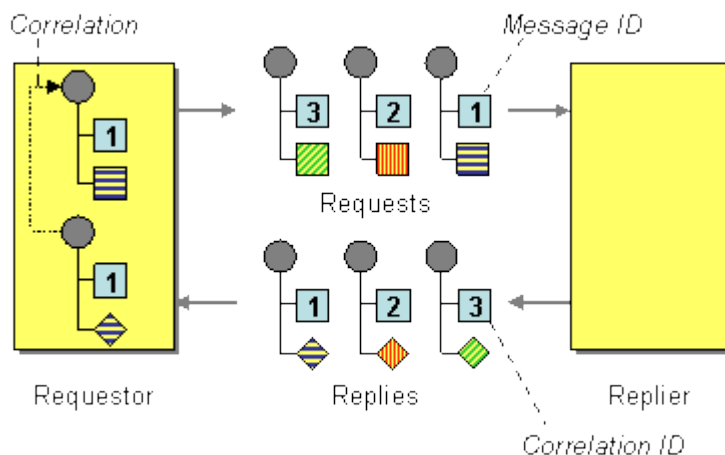 Correlation
Message ID
3 2 1
1
Requests
1 2 3
1
Requestor
Replies
Replier
Correlation ID